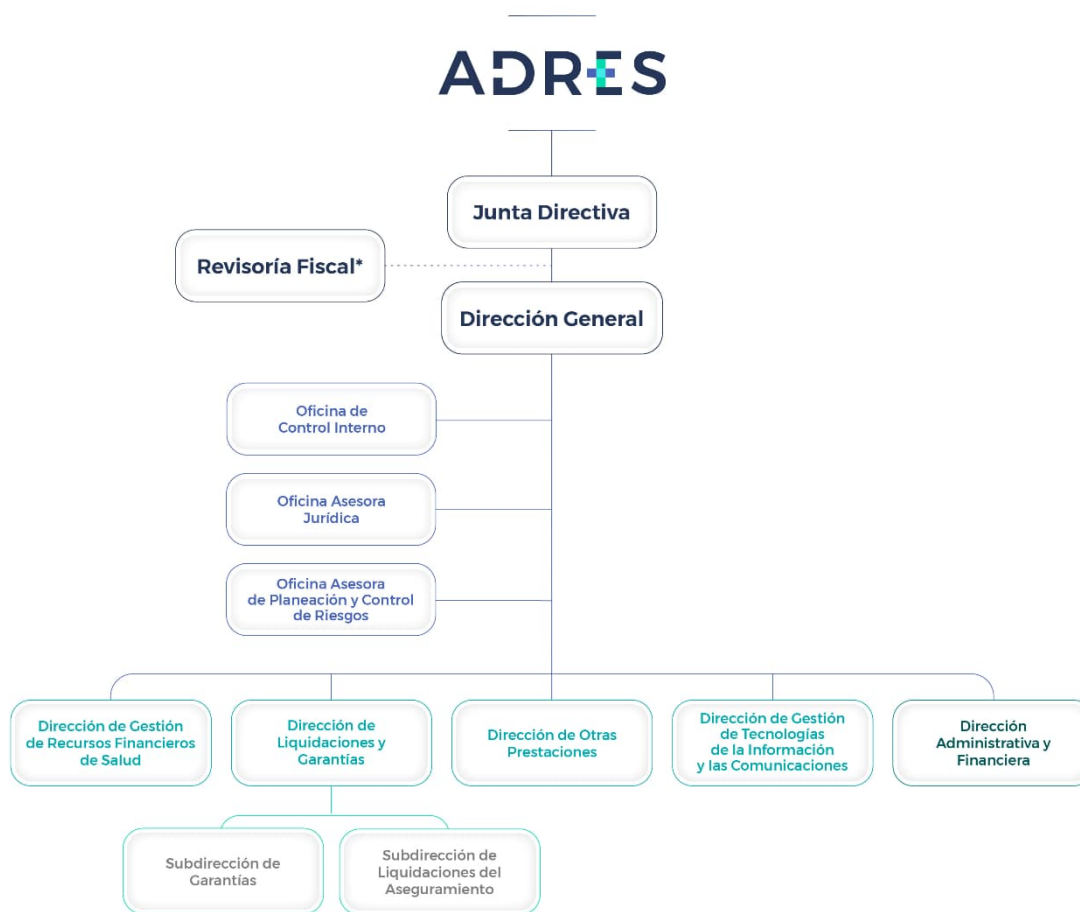 ADRES
Junta Directiva
Revisoría Fiscal*
Dirección General
Oficina de
Control Interno
Oficina Asesora
Jurídica
Oficina Asesora
de Planeación y Control
de Riesgos
Dirección de Gestión
de Recursos Financieros
de Salud
Dirección de
Liquidaciones y
Garantías
Dirección de Otras
Prestaciones
Dirección de Gestión
de Tecnologías
de la Información
y las Comunicaciones
Dirección
Administrativa y
Financiera
Subdirección de
Garantías
Subdirección de
Liquidaciones del
Aseguramiento